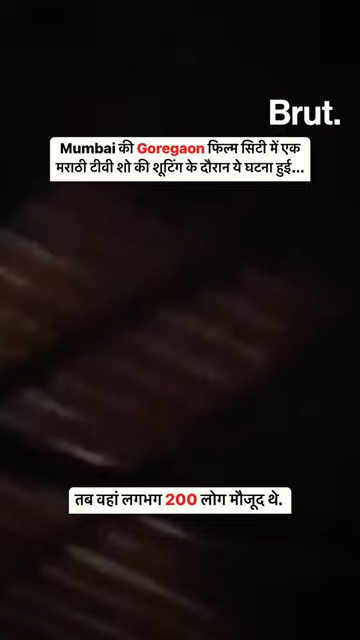 Brut.
Mumbai की Goregaon फिल्म सिटी में एक
मराठी टीवी शो की शूटिंग के दौरान ये घटना हुई...
तब वहां लगभग 200 लोग मौजूद थे.